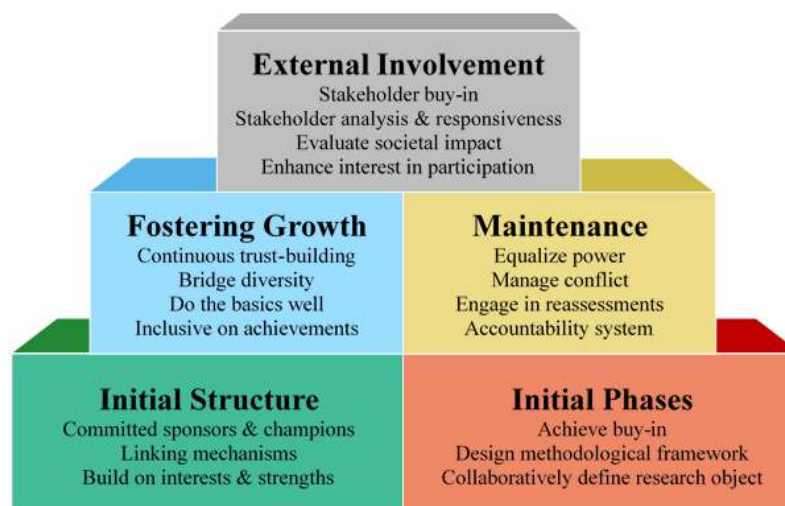 External Involvement
Stakeholder buy-in
Stakeholder analysis & responsiveness
Evaluate societal impact
Enhance interest in participation
Fostering Growth
Continuous trust-building
Bridge diversity
Do the basics well
Inclusive on achievements
Maintenance
Equalize power
Manage conflict
Engage in reassessments
Accountability system
Initial Structure
Committed sponsors & champions
Linking mechanisms
Build on interests & strengths
Initial Phases
Achieve buy-in
Design methodological framework
Collaboratively define research object